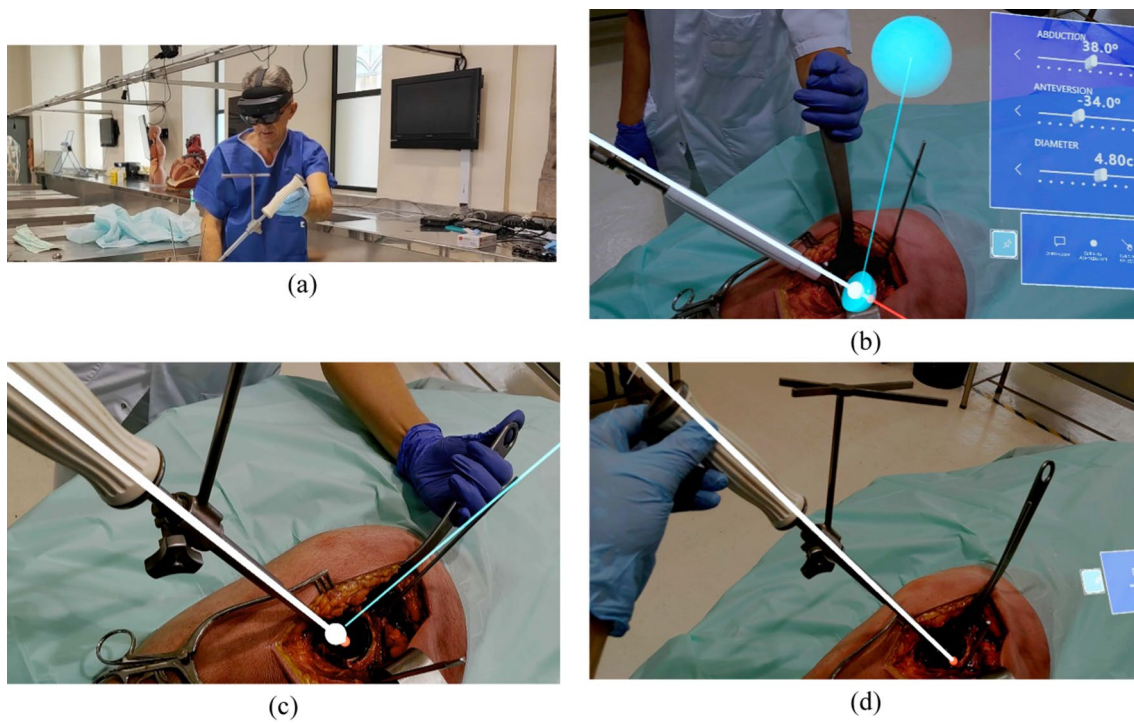 (a)
ABDUCTION
38.0º
ANTEVERSION
-34.0º
DIAMETER
4.80c
(b)
(c)
(d)